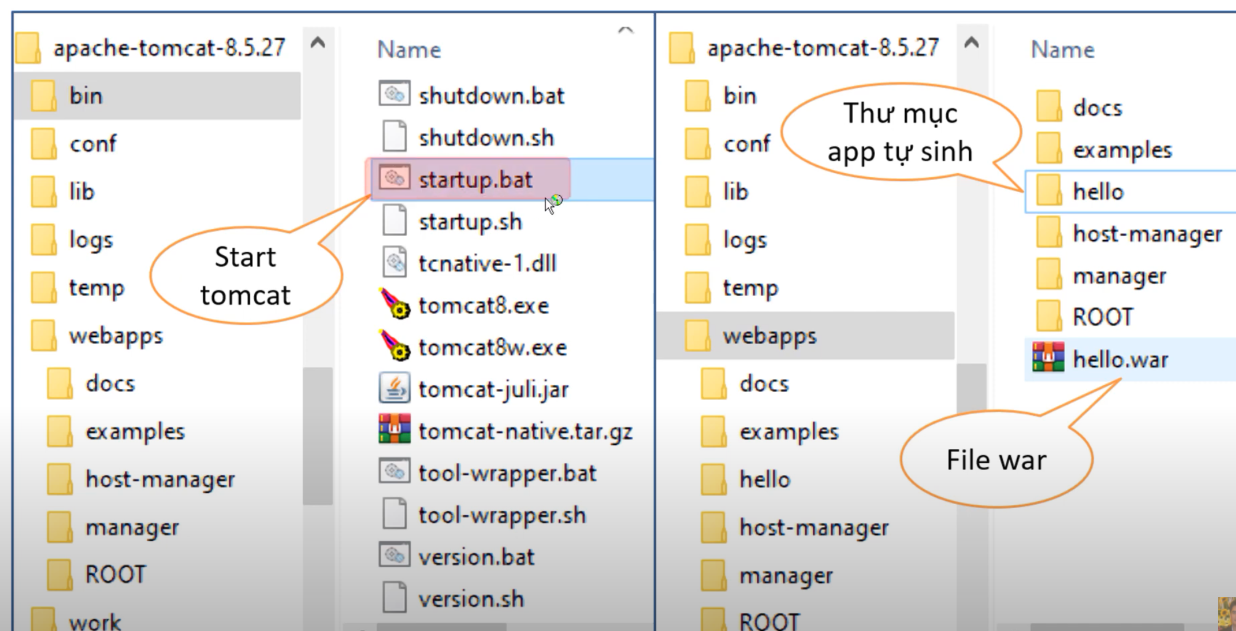 apache-tomcat-8.5.27
bin
conf
lib
logs
temp
webapps
docs
examples
host-manager
manager
ROOT
work
Start
tomcat
Name
shutdown.bat
shutdown.sh
startup.bat
startup.sh
tcnative-1.dll
tomcat8.exe
tomcat8w.exe
tomcat-juli.jar
tomcat-native.tar.gz
tool-wrapper.bat
tool-wrapper.sh
version.bat
version.sh
apache-tomcat-8.5.27
bin
conf
lib
logs
temp
webapps
docs
examples
hello
host-manager
manager
ROOT
Thư mục
app tự sinh
Name
docs
examples
hello
host-manager
manager
ROOT
hello.war
File war